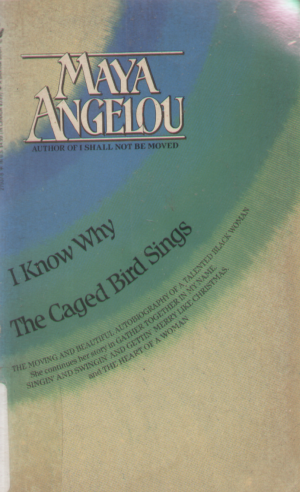 MAYA
ANGELOU
AUTHOR OF I SHALL NOT BE MOVED
I Know Why
The Caged Bird Sings
THE MOVING AND BEAUTIFUL AUTOBIOGRAPHY OF A TALENTED BLACK WOMAN
She continues her story in GATHER TOGETHER IN MY NAME,
SINGIN' AND SWINGIN' AND GETTIN' MERRY LIKE CHRISTMAS,
and THE HEART OF A WOMAN